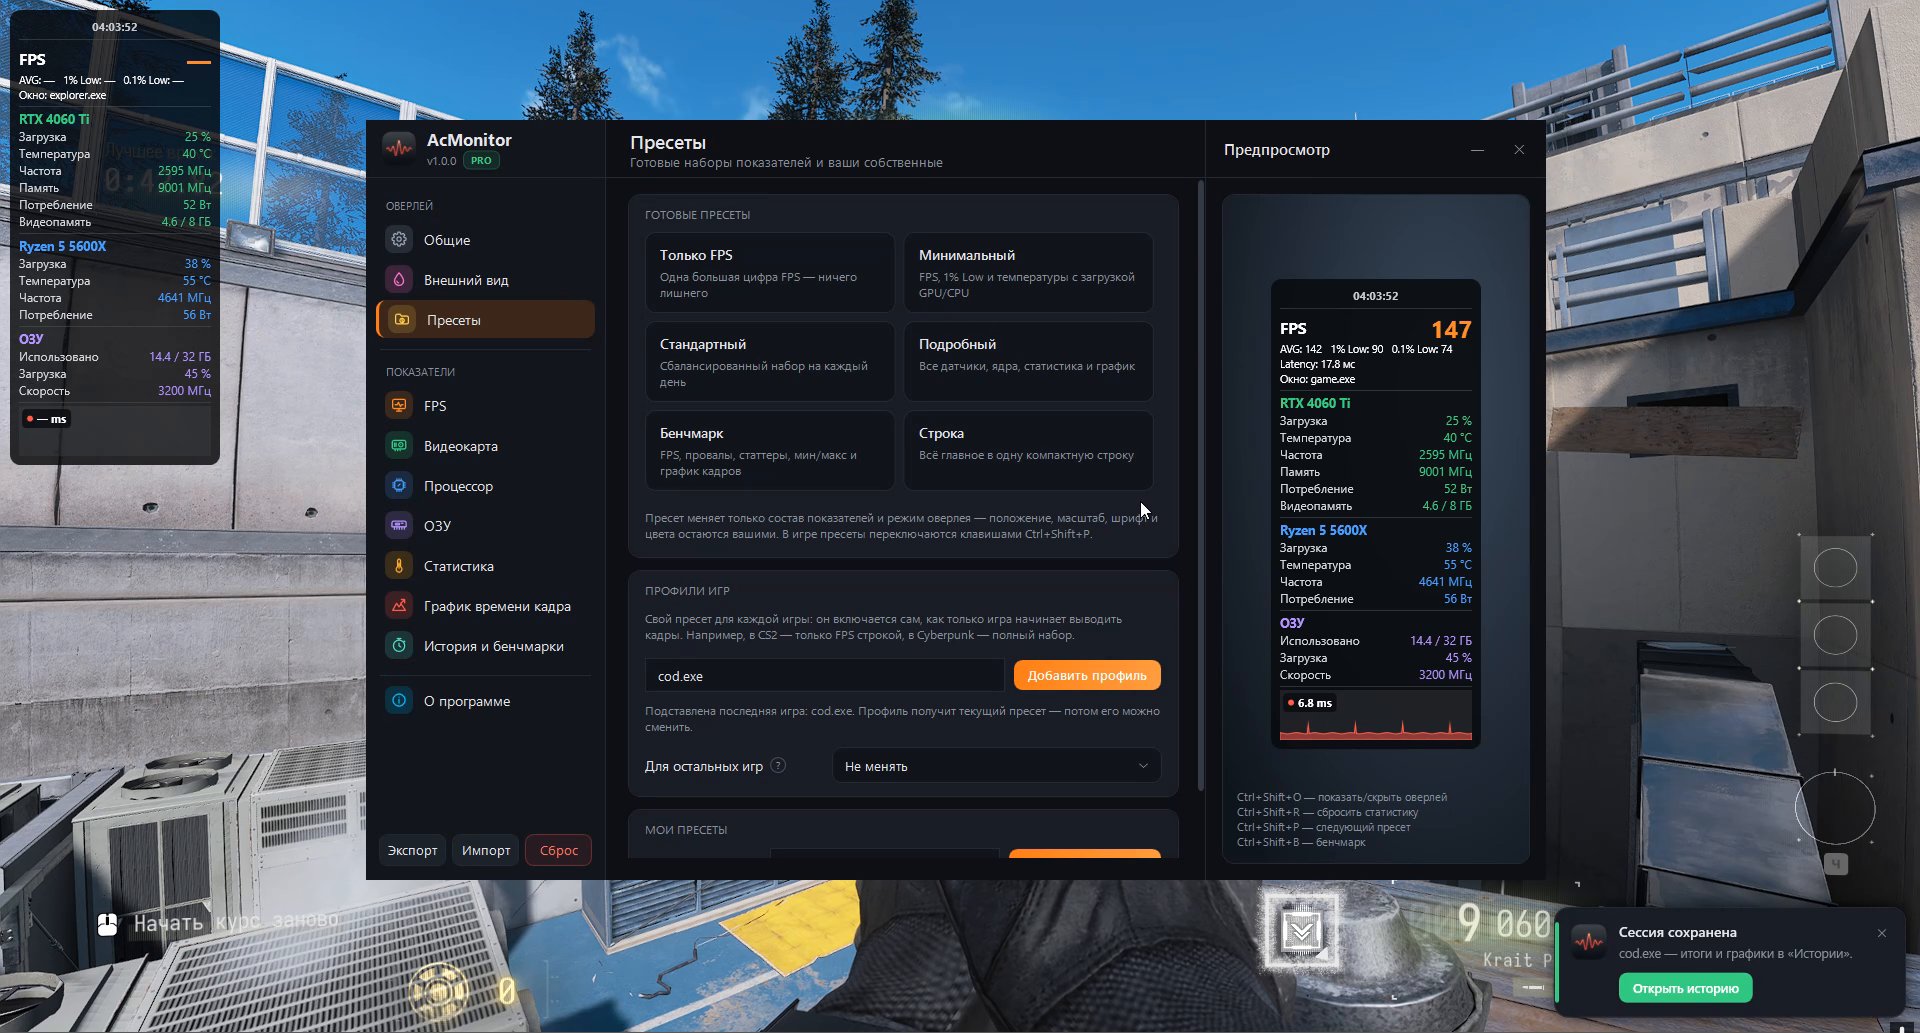 04:03:52
FPS —
AVG: — 1% Low: — 0.1% Low: —
Окно: explorer.exe
RTX 4060 Ti
Загрузка 25 %
Температура 40 °C
Частота 2595 МГц
Память 9001 МГц
Потребление 52 Вт
Видеопамять 4.6 / 8 ГБ
Ryzen 5 5600X
Загрузка 38 %
Температура 55 °C
Частота 4641 МГц
Потребление 56 Вт
ОЗУ
Использовано 14.4 / 32 ГБ
Загрузка 45 %
Скорость 3200 МГц
— ms
AcMonitor
v1.0.0 PRO
ОВЕРЛЕЙ
Общие
Внешний вид
Пресеты
ПОКАЗАТЕЛИ
FPS
Видеокарта
Процессор
ОЗУ
Статистика
График времени кадра
История и бенчмарки
О программе
Экспорт Импорт Сброс
Пресеты
Готовые наборы показателей и ваши собственные
ГОТОВЫЕ ПРЕСЕТЫ
Только FPS
Одна большая цифра FPS — ничего
лишнего
Минимальный
FPS, 1% Low и температуры с загрузкой
GPU/CPU
Стандартный
Сбалансированный набор на каждый
день
Подробный
Все датчики, ядра, статистика и график
Бенчмарк
FPS, провалы, статтеры, мин/макс и
график кадров
Строка
Всё главное в одну компактную строку
Пресет меняет только состав показателей и режим оверлея — положение, масштаб, шрифт и
цвета остаются вашими. В игре пресеты переключаются клавишами Ctrl+Shift+P.
ПРОФИЛИ ИГР
Свой пресет для каждой игры: он включается сам, как только игра начинает выводить
кадры. Например, в CS2 — только FPS строкой, в Cyberpunk — полный набор.
cod.exe Добавить профиль
Подставлена последняя игра: cod.exe. Профиль получит текущий пресет — потом его можно
сменить.
Для остальных игр ? Не менять
МОИ ПРЕСЕТЫ
Предпросмотр
04:03:52
FPS 147
AVG: 142 1% Low: 90 0.1% Low: 74
Latency: 17.8 мс
Окно: game.exe
RTX 4060 Ti
Загрузка 25 %
Температура 40 °C
Частота 2595 МГц
Память 9001 МГц
Потребление 52 Вт
Видеопамять 4.6 / 8 ГБ
Ryzen 5 5600X
Загрузка 38 %
Температура 55 °C
Частота 4641 МГц
Потребление 56 Вт
ОЗУ
Использовано 14.4 / 32 ГБ
Загрузка 45 %
Скорость 3200 МГц
6.8 ms
Ctrl+Shift+O — показать/скрыть оверлей
Ctrl+Shift+R — сбросить статистику
Ctrl+Shift+P — следующий пресет
Ctrl+Shift+B — бенчмарк
Ч
Начать курс заново
0
9 060
Krait
Сессия сохранена
cod.exe — итоги и графики в «Истории».
Открыть историю